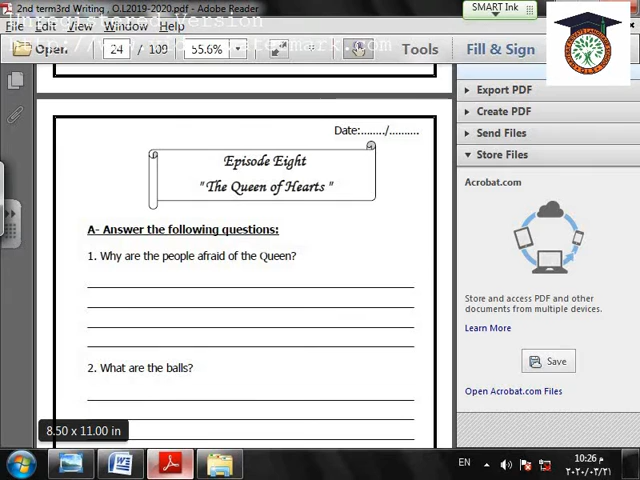 2nd term3rd Writing , O.L2019-2020.pdf - Adobe Reader
Unregistered Version
SMART Ink
File Edit View Window Help
Open 24 / 109 55.6% Tools Fill & Sign
Export PDF
Create PDF
Send Files
Store Files
Date:......../..........
Episode Eight
"The Queen of Hearts "
Acrobat.com
A- Answer the following questions:
1. Why are the people afraid of the Queen?
Store and access PDF and other
documents from multiple devices.
Learn More
2. What are the balls?
Save
Open Acrobat.com Files
8.50 x 11.00 in
EN
10:26 م
٢٠٢٠/٠٣/٢١